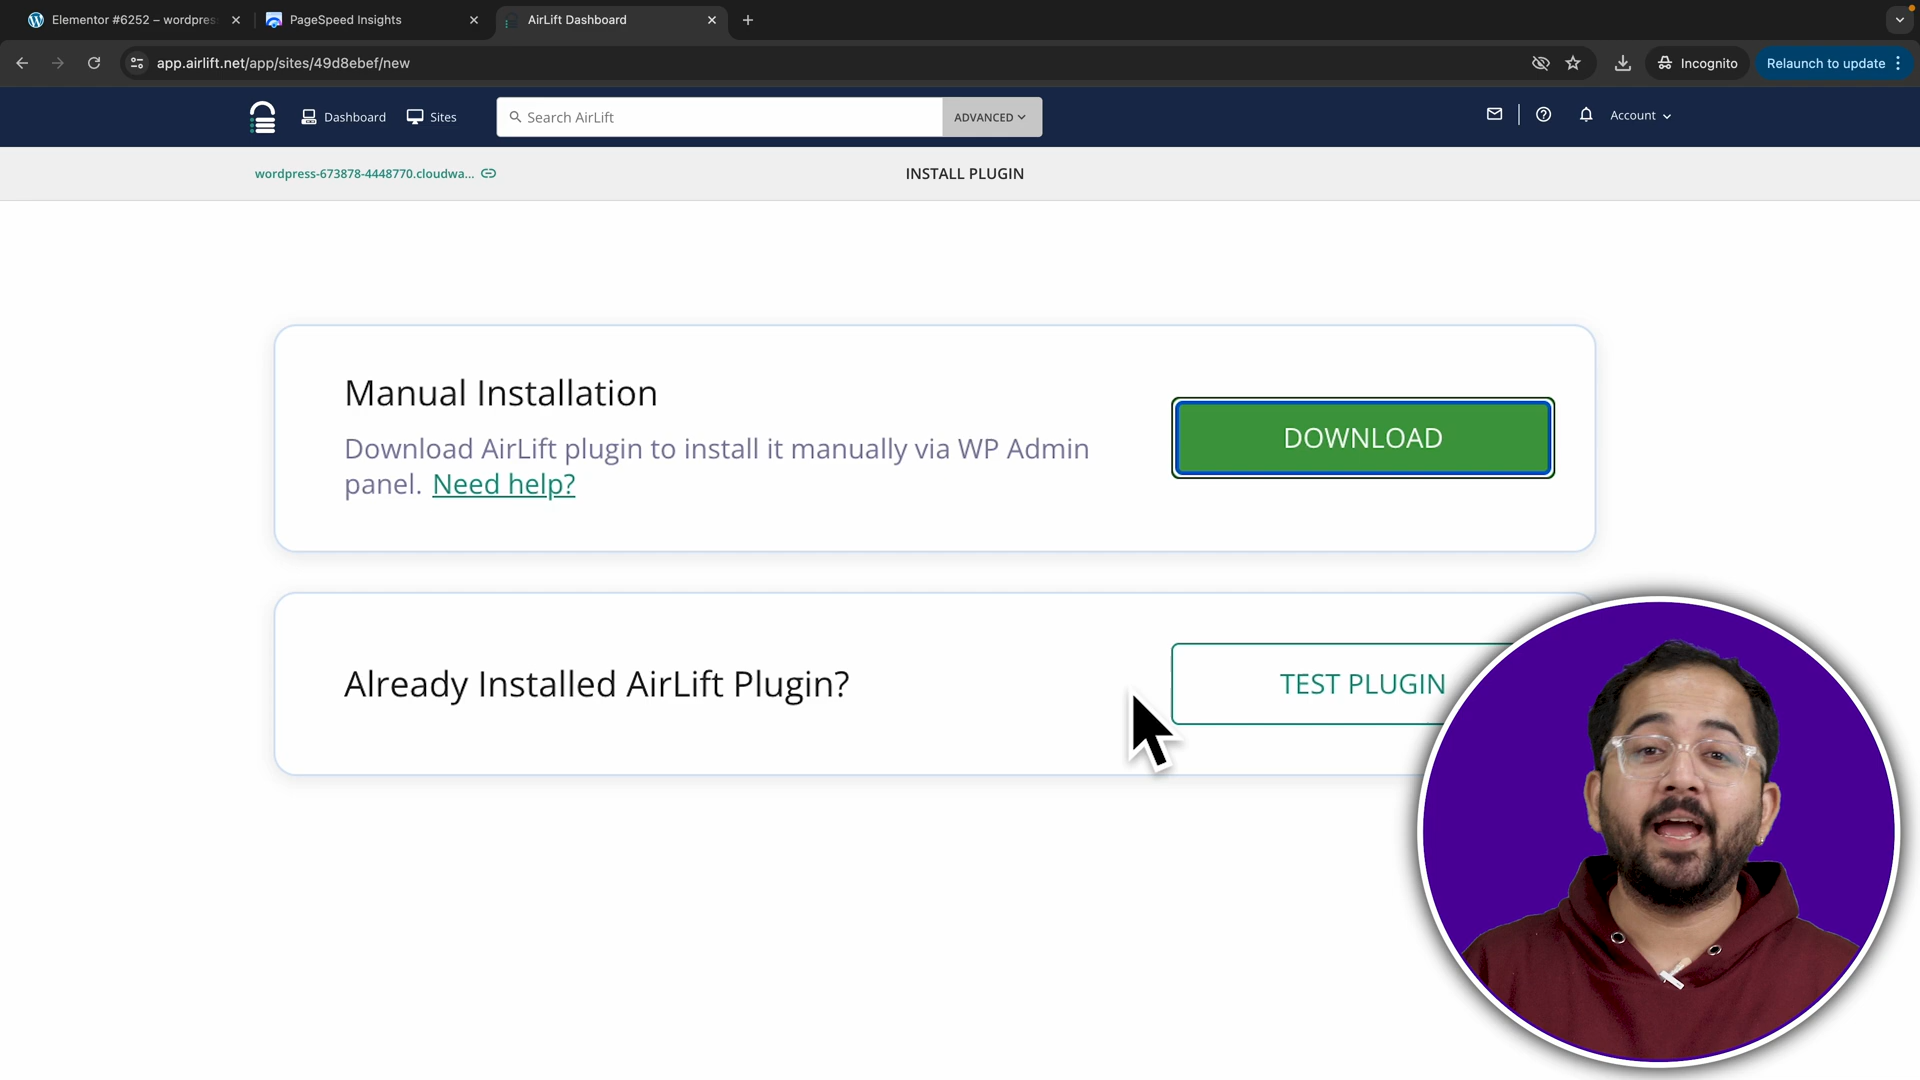 Elementor #6252 – wordpres
PageSpeed Insights
AirLift Dashboard
app.airlift.net/app/sites/49d8ebef/new
Incognito
Relaunch to update
Dashboard
Sites
Search AirLift
ADVANCED
Account
wordpress-673878-4448770.cloudwa...
INSTALL PLUGIN
Manual Installation
Download AirLift plugin to install it manually via WP Admin
panel. Need help?
DOWNLOAD
Already Installed AirLift Plugin?
TEST PLUGIN